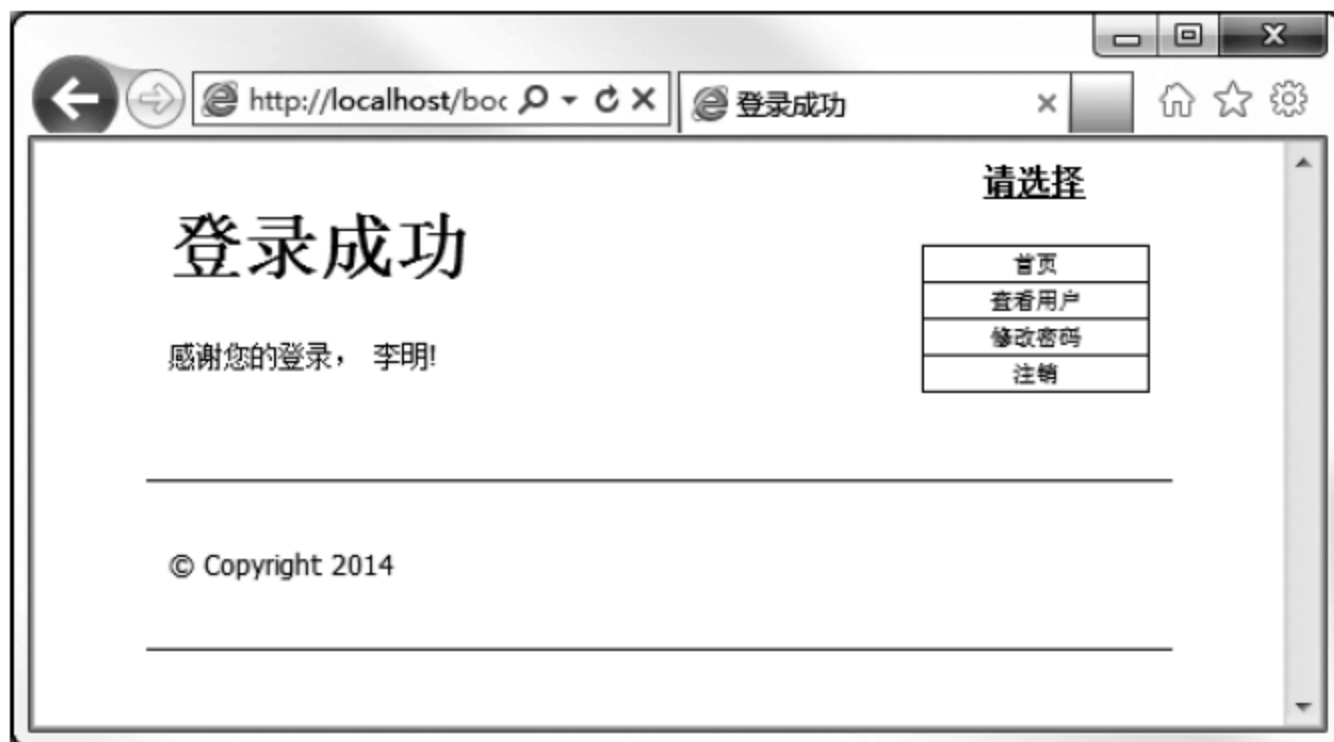 http://localhost/boc
登录成功
请选择
登录成功
首页
查看用户
修改密码
注销
感谢您的登录， 李明!
© Copyright 2014